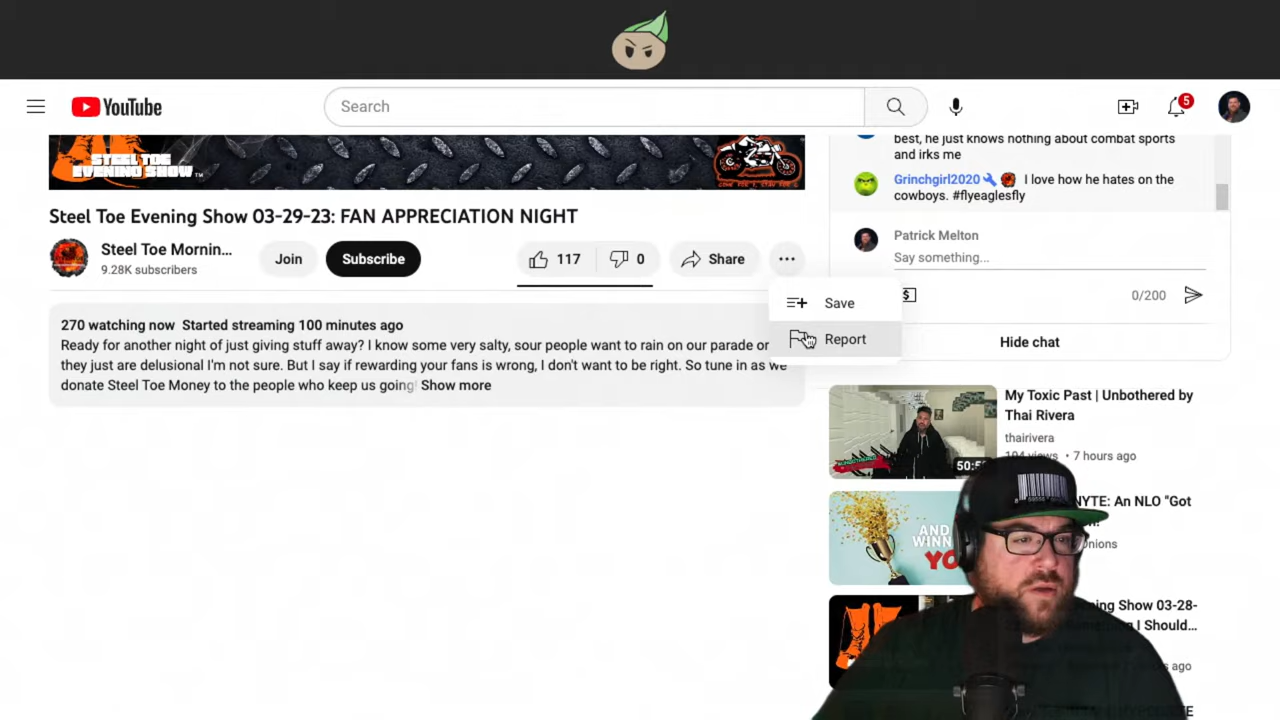 YouTube
Search
5
STEEL TOE
EVENING SHOW
best, he just knows nothing about combat sports
and irks me
Grinchgirl2020 I love how he hates on the
cowboys. #flyeaglesfly
Steel Toe Evening Show 03-29-23: FAN APPRECIATION NIGHT
Steel Toe Mornin...
9.28K subscribers
Join
Subscribe
117
0
Share
Patrick Melton
Say something...
0/200
Save
Report
Hide chat
270 watching now Started streaming 100 minutes ago
Ready for another night of just giving stuff away? I know some very salty, sour people want to rain on our parade or
they just are delusional I'm not sure. But I say if rewarding your fans is wrong, I don't want to be right. So tune in as we
donate Steel Toe Money to the people who keep us going! Show more
My Toxic Past | Unbothered by
Thai Rivera
thairivera
194 views • 7 hours ago
50:5
NYTE: An NLO "Got
AND
WINN
YO
ning Show 03-28-
I Should...
ago